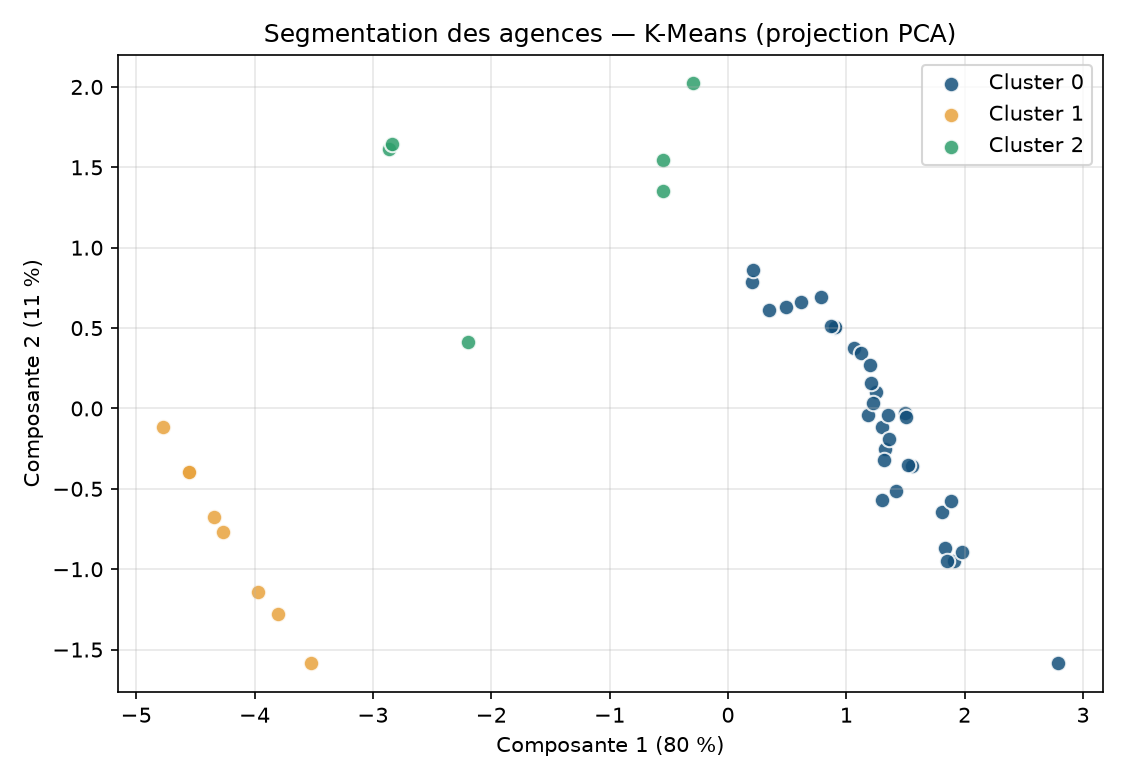 Segmentation des agences — K-Means (projection PCA)
Cluster 0
Cluster 1
Cluster 2
Composante 2 (11 %)
2.0
1.5
1.0
0.5
0.0
−0.5
−1.0
−1.5
−5 −4 −3 −2 −1 0 1 2 3
Composante 1 (80 %)